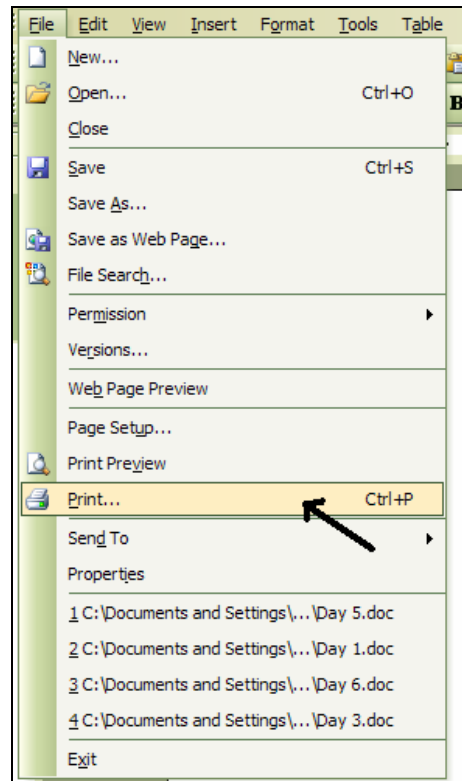 File Edit View Insert Format Tools Table
New...
Open... Ctrl+O
B
Close
Save Ctrl+S
Save As...
Save as Web Page...
File Search...
Permission
Versions...
Web Page Preview
Page Setup...
Print Preview
Print... Ctrl+P
Send To
Properties
1 C:\Documents and Settings\...\Day 5.doc
2 C:\Documents and Settings\...\Day 1.doc
3 C:\Documents and Settings\...\Day 6.doc
4 C:\Documents and Settings\...\Day 3.doc
Exit